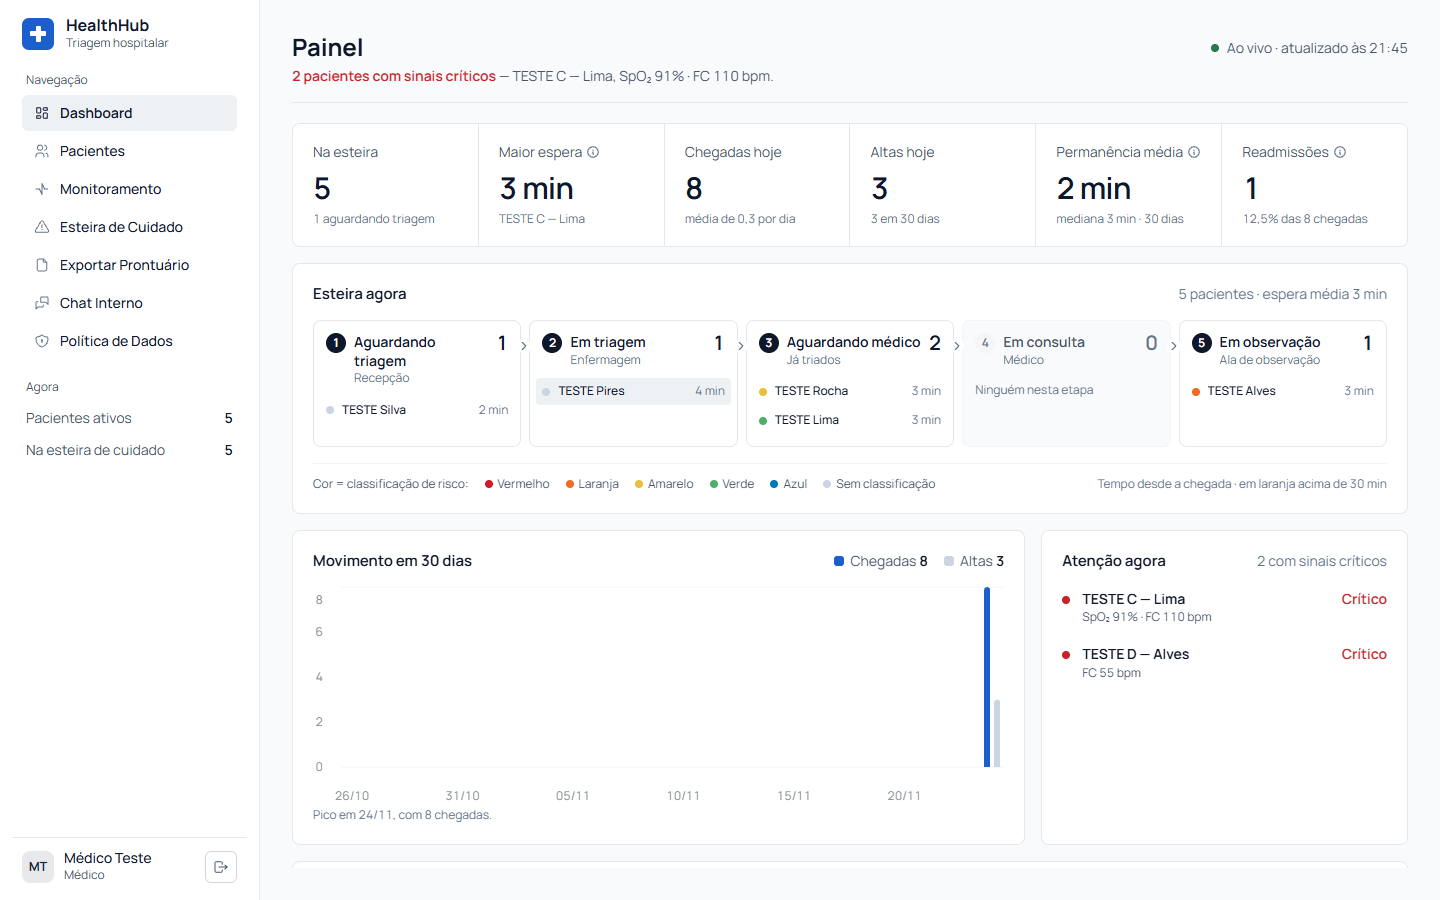 HealthHub
Triagem hospitalar
Navegação
Dashboard
Pacientes
Monitoramento
Esteira de Cuidado
Exportar Prontuário
Chat Interno
Política de Dados
Agora
Pacientes ativos 5
Na esteira de cuidado 5
MT
Médico Teste
Médico
Painel
Ao vivo · atualizado às 21:45
2 pacientes com sinais críticos — TESTE C — Lima, SpO₂ 91% · FC 110 bpm.
Na esteira
5
1 aguardando triagem
Maior espera
3 min
TESTE C — Lima
Chegadas hoje
8
média de 0,3 por dia
Altas hoje
3
3 em 30 dias
Permanência média
2 min
mediana 3 min · 30 dias
Readmissões
1
12,5% das 8 chegadas
Esteira agora
5 pacientes · espera média 3 min
1 Aguardando triagem 1
Recepção
TESTE Silva 2 min
2 Em triagem 1
Enfermagem
TESTE Pires 4 min
3 Aguardando médico 2
Já triados
TESTE Rocha 3 min
TESTE Lima 3 min
4 Em consulta 0
Médico
Ninguém nesta etapa
5 Em observação 1
Ala de observação
TESTE Alves 3 min
Cor = classificação de risco: Vermelho Laranja Amarelo Verde Azul Sem classificação
Tempo desde a chegada · em laranja acima de 30 min
Movimento em 30 dias
Chegadas 8 Altas 3
8
6
4
2
0
26/10 31/10 05/11 10/11 15/11 20/11
Pico em 24/11, com 8 chegadas.
Atenção agora
2 com sinais críticos
TESTE C — Lima Crítico
SpO₂ 91% · FC 110 bpm
TESTE D — Alves Crítico
FC 55 bpm